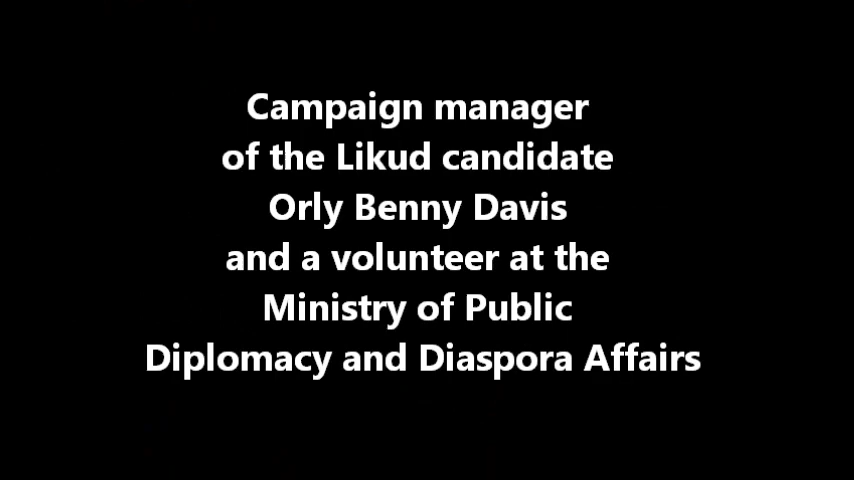 Campaign manager
of the Likud candidate
Orly Benny Davis
and a volunteer at the
Ministry of Public
Diplomacy and Diaspora Affairs